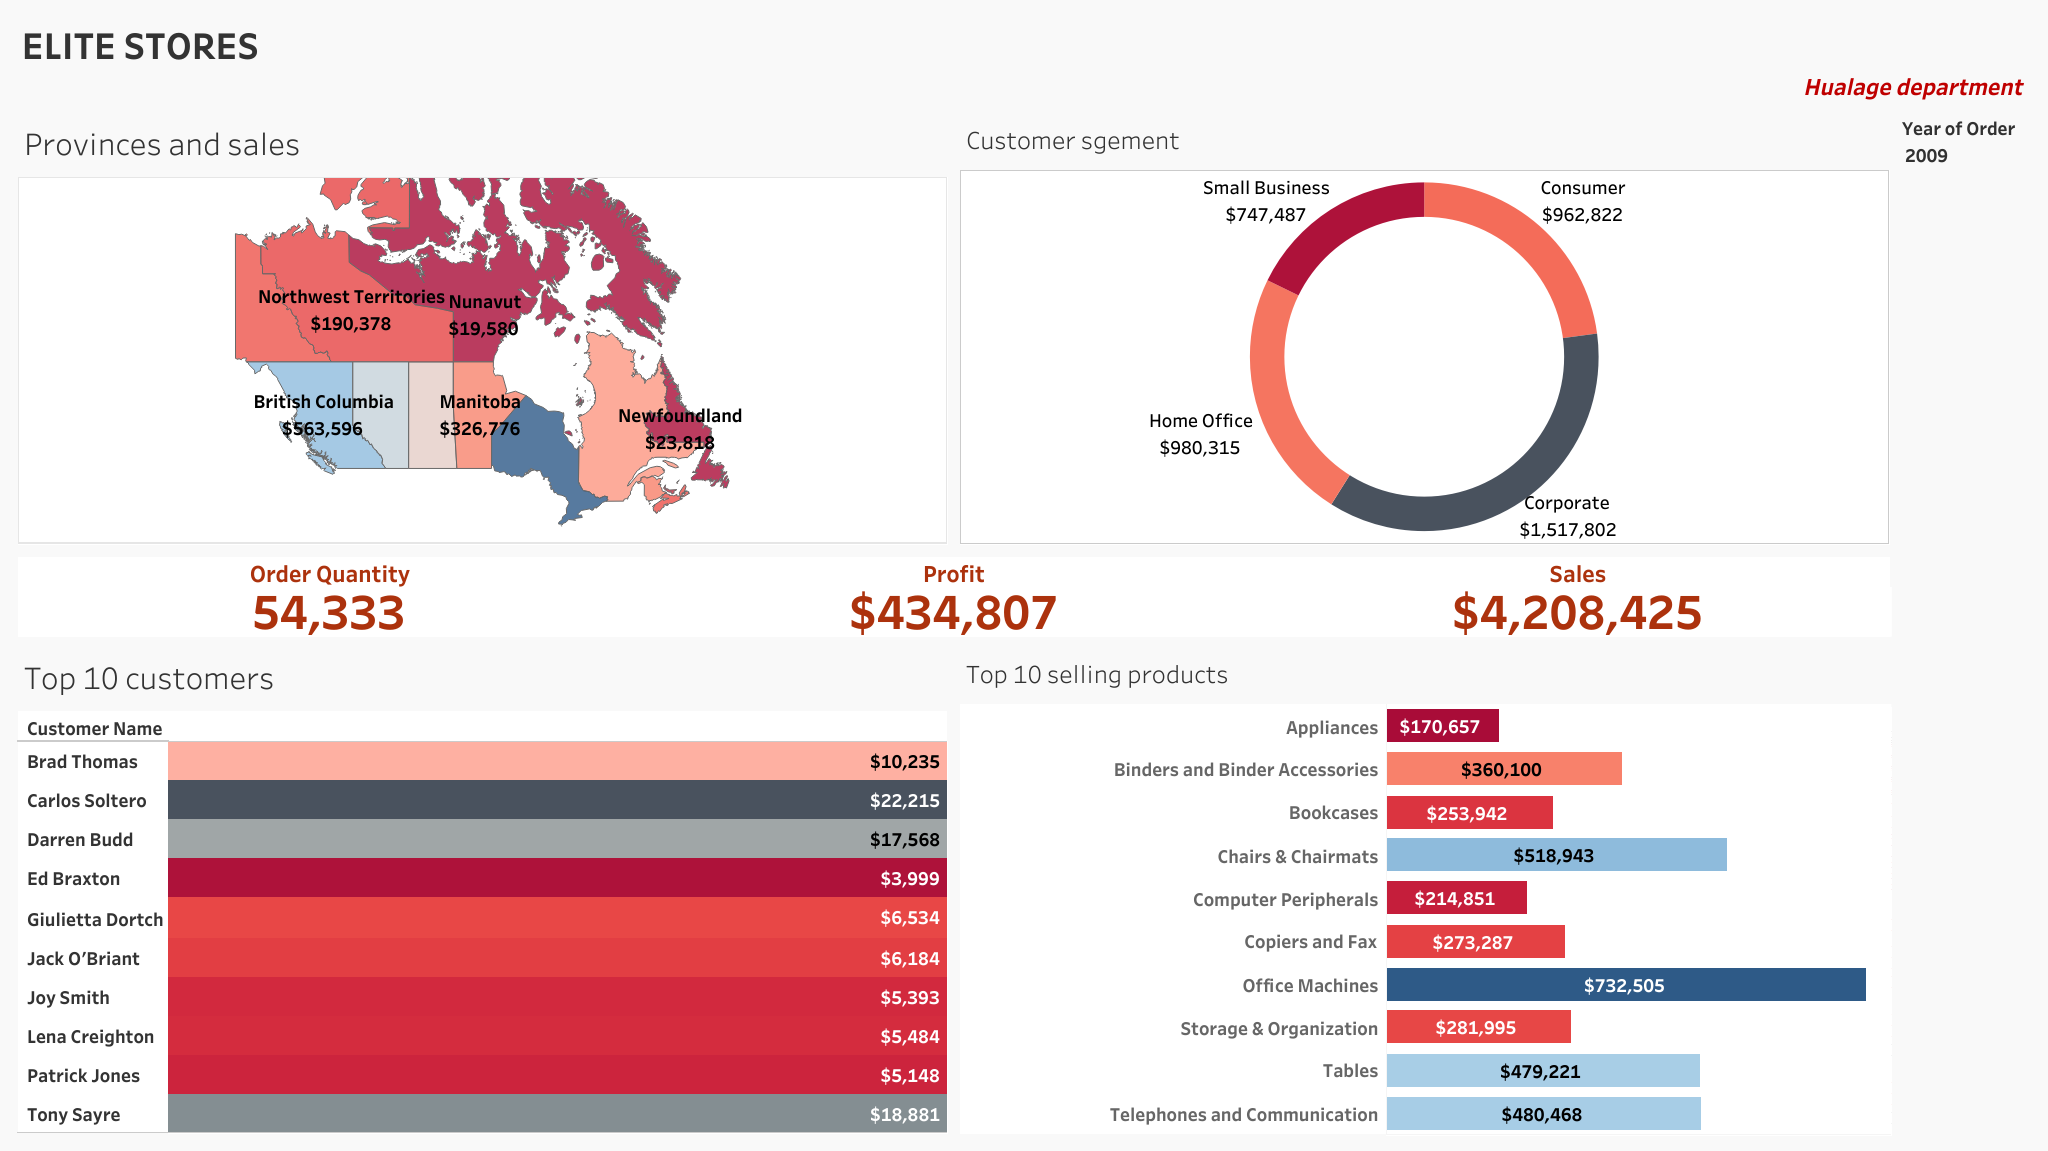 ELITE STORES
Hualage department
Year of Order
2009
Provinces and sales
Northwest Territories
$190,378
Nunavut
$19,580
British Columbia
$563,596
Manitoba
$326,776
Newfoundland
$23,818
Customer sgement
Small Business
$747,487
Consumer
$962,822
Home Office
$980,315
Corporate
$1,517,802
Order Quantity
54,333
Profit
$434,807
Sales
$4,208,425
Top 10 customers
Customer Name
Brad Thomas $10,235
Carlos Soltero $22,215
Darren Budd $17,568
Ed Braxton $3,999
Giulietta Dortch $6,534
Jack O’Briant $6,184
Joy Smith $5,393
Lena Creighton $5,484
Patrick Jones $5,148
Tony Sayre $18,881
Top 10 selling products
Appliances $170,657
Binders and Binder Accessories $360,100
Bookcases $253,942
Chairs & Chairmats $518,943
Computer Peripherals $214,851
Copiers and Fax $273,287
Office Machines $732,505
Storage & Organization $281,995
Tables $479,221
Telephones and Communication $480,468